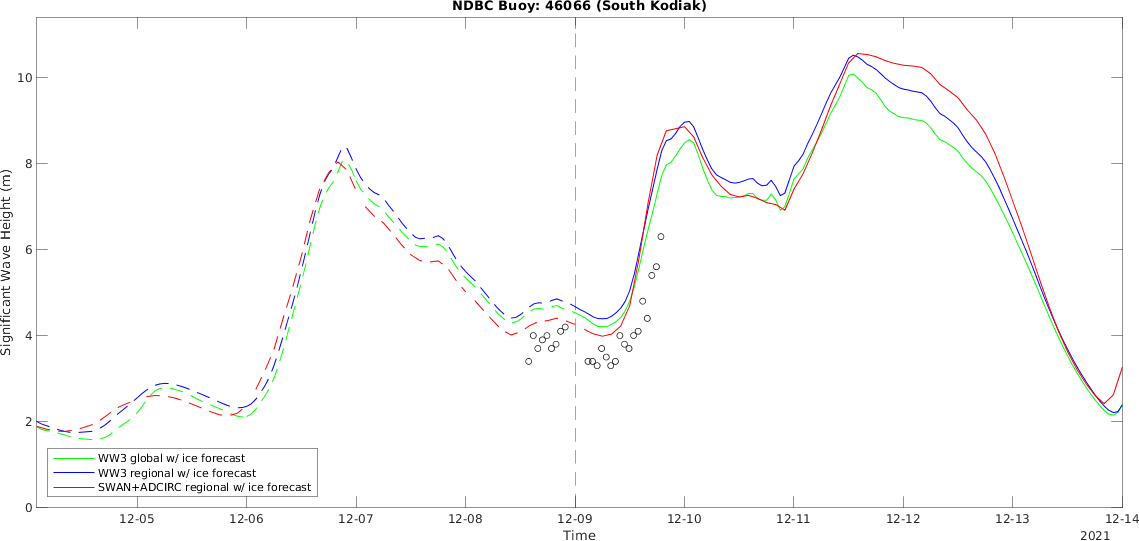 NDBC Buoy: 46066 (South Kodiak)
Significant Wave Height (m)
10
8
6
4
2
0
WW3 global w/ ice forecast
WW3 regional w/ ice forecast
SWAN+ADCIRC regional w/ ice forecast
12-05 12-06 12-07 12-08 12-09 12-10 12-11 12-12 12-13 12-14
Time
2021